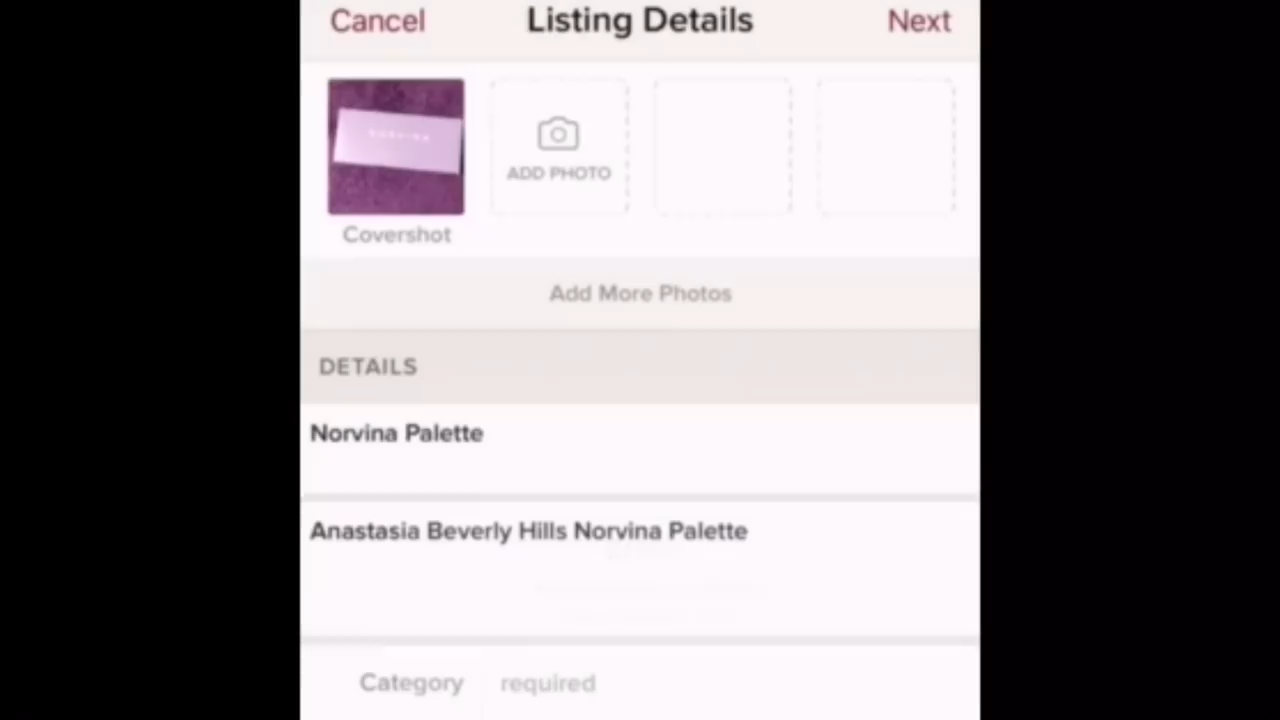 Cancel Listing Details Next
NORVINA
ADD PHOTO
Covershot
Add More Photos
DETAILS
Norvina Palette
Anastasia Beverly Hills Norvina Palette
Category required